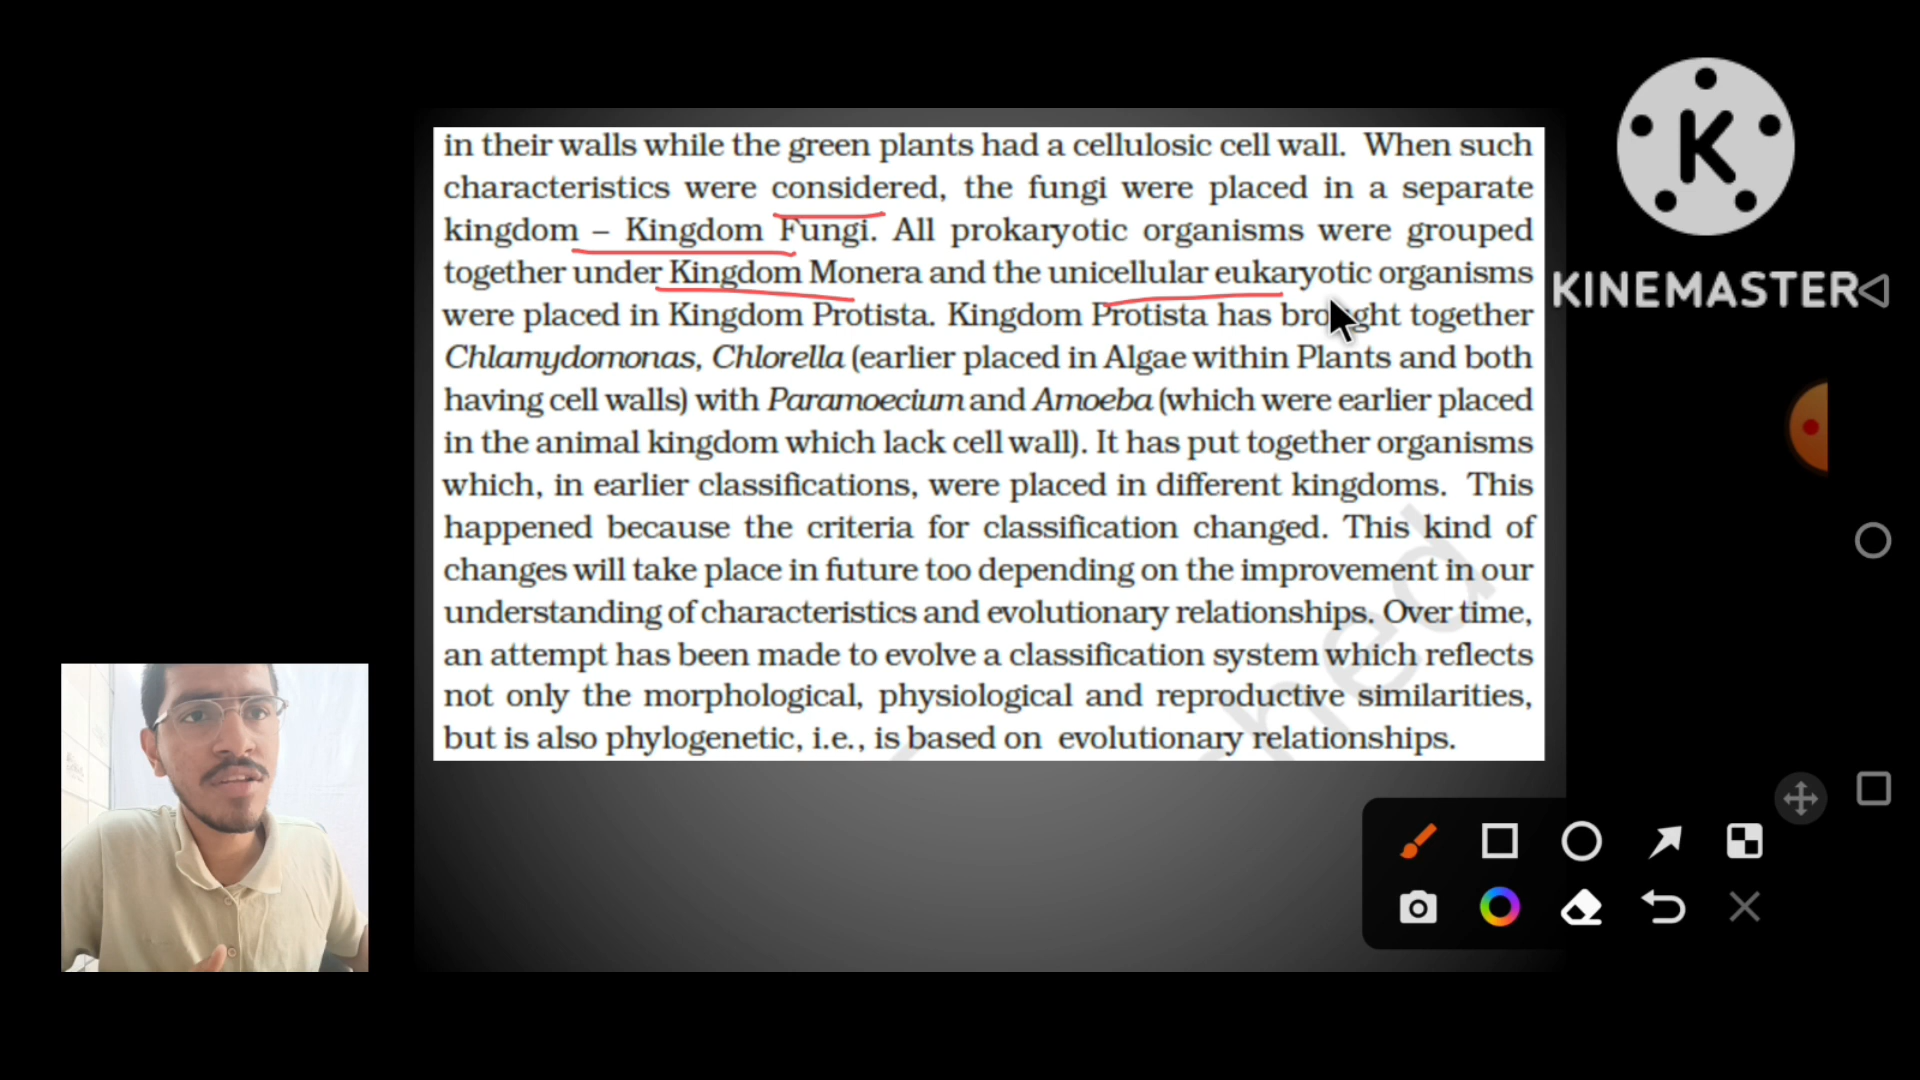 in their walls while the green plants had a cellulosic cell wall. When such
characteristics were considered, the fungi were placed in a separate
kingdom – Kingdom Fungi. All prokaryotic organisms were grouped
together under Kingdom Monera and the unicellular eukaryotic organisms
were placed in Kingdom Protista. Kingdom Protista has brought together
Chlamydomonas, Chlorella (earlier placed in Algae within Plants and both
having cell walls) with Paramoecium and Amoeba (which were earlier placed
in the animal kingdom which lack cell wall). It has put together organisms
which, in earlier classifications, were placed in different kingdoms. This
happened because the criteria for classification changed. This kind of
changes will take place in future too depending on the improvement in our
understanding of characteristics and evolutionary relationships. Over time,
an attempt has been made to evolve a classification system which reflects
not only the morphological, physiological and reproductive similarities,
but is also phylogenetic, i.e., is based on evolutionary relationships.
K
KINEMASTER